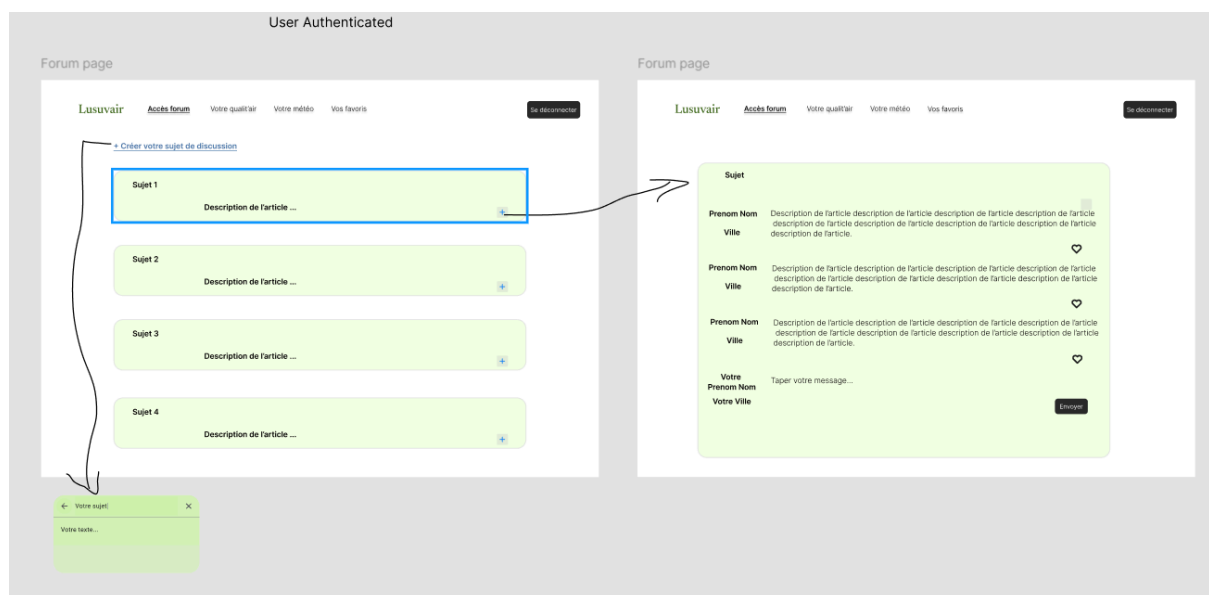 User Authenticated
Forum page
Lusuvair Accès forum Votre qualit'air Votre météo Vos favoris Se déconnecter
+ Créer votre sujet de discussion
Sujet 1
Description de l'article ...
+
Sujet 2
Description de l'article ...
+
Sujet 3
Description de l'article ...
+
Sujet 4
Description de l'article ...
+
← Votre sujet| ×
Votre texte...
Forum page
Lusuvair Accès forum Votre qualit'air Votre météo Vos favoris Se déconnecter
Sujet
Prenom Nom Description de l'article description de l'article description de l'article description de l'article
description de l'article description de l'article description de l'article description de l'article
Ville description de l'article.
Prenom Nom Description de l'article description de l'article description de l'article description de l'article
description de l'article description de l'article description de l'article description de l'article
Ville description de l'article.
Prenom Nom Description de l'article description de l'article description de l'article description de l'article
description de l'article description de l'article description de l'article description de l'article
Ville description de l'article.
Votre
Prenom Nom Taper votre message...
Votre Ville
Envoyer